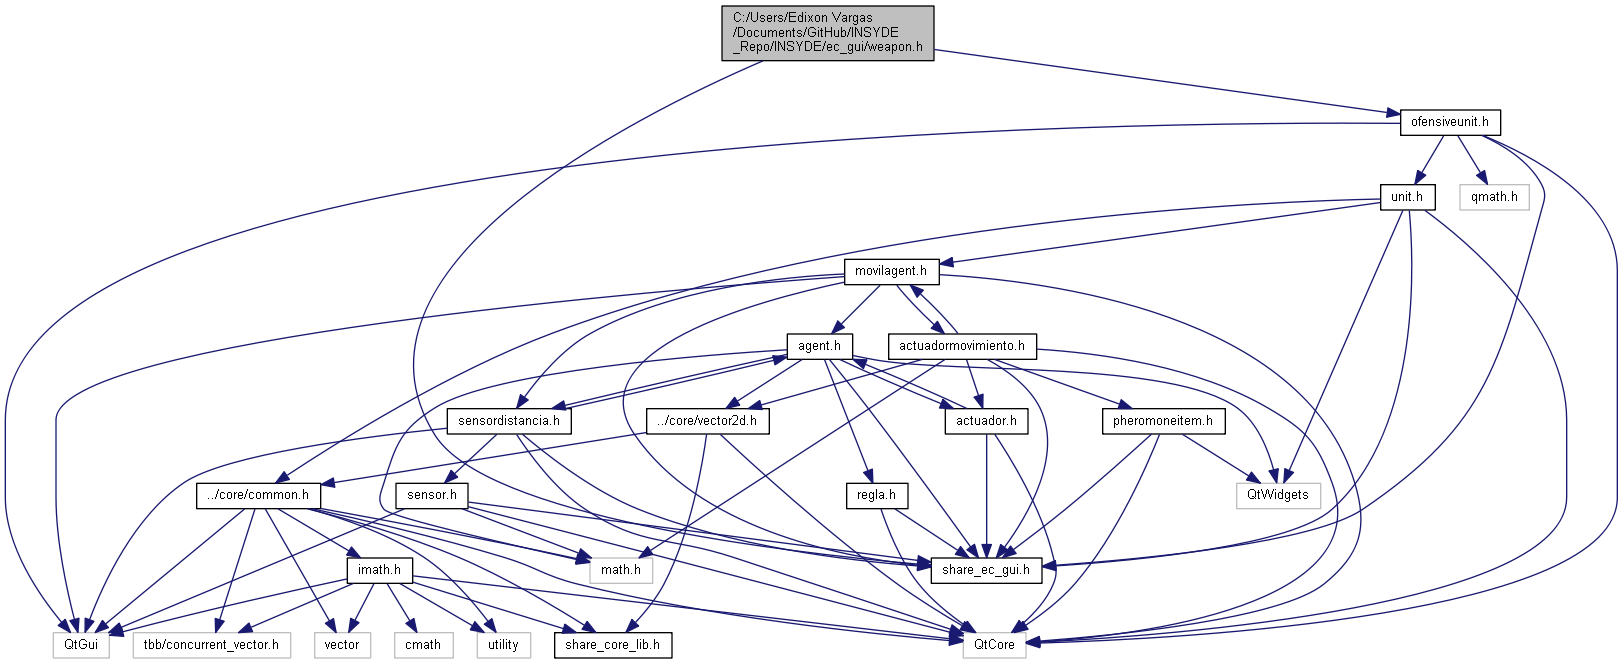 C:/Users/Edixon Vargas
/Documents/GitHub/INSYDE
_Repo/INSYDE/ec_gui/weapon.h
ofensiveunit.h
unit.h
qmath.h
movilagent.h
agent.h
actuadormovimiento.h
sensordistancia.h
../core/vector2d.h
actuador.h
pheromoneitem.h
../core/common.h
sensor.h
regla.h
QtWidgets
imath.h
math.h
share_ec_gui.h
QtGui
tbb/concurrent_vector.h
vector
cmath
utility
share_core_lib.h
QtCore